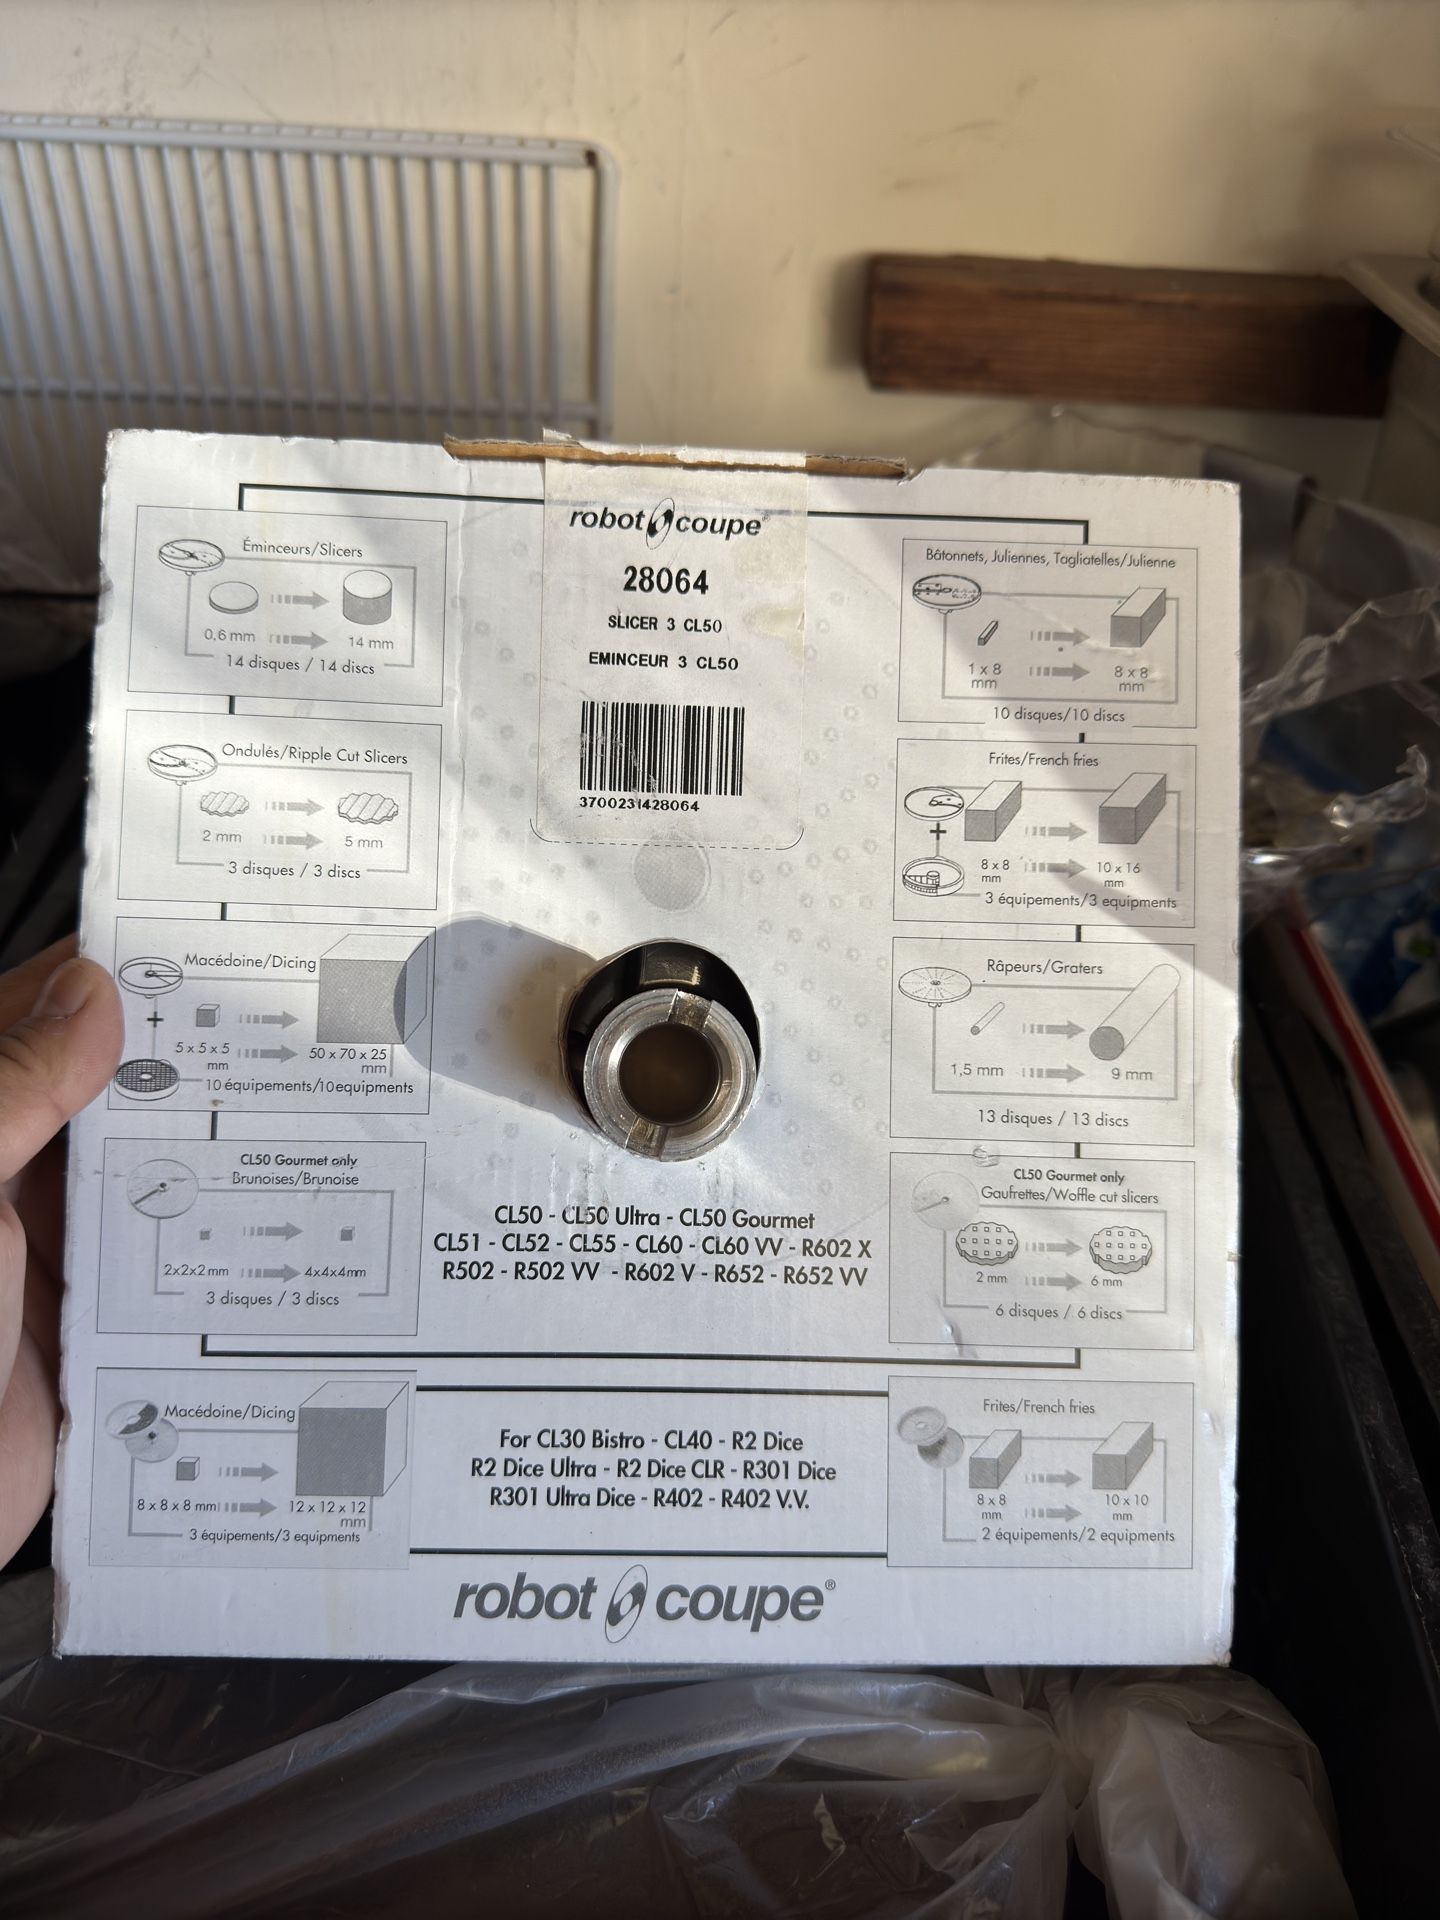 robot coupe®
28064
SLICER 3 CL50
EMINCEUR 3 CL50
3700231428064
Éminceurs/Slicers
0,6 mm
14 mm
14 disques / 14 discs
Ondulés/Ripple Cut Slicers
2 mm
5 mm
3 disques / 3 discs
Macédoine/Dicing
+
5 x 5 x 5
mm
50 x 70 x 25
mm
10 équipements/10 equipments
CL50 Gourmet only
Brunoises/Brunoise
2x2x2 mm
4x4x4mm
3 disques / 3 discs
Bâtonnets, Juliennes, Tagliatelles/Julienne
1 x 8
mm
8 x 8
mm
10 disques/10 discs
Frites/French fries
+
8 x 8
mm
10 x 16
mm
3 équipements/3 equipments
Râpeurs/Graters
1,5 mm
9 mm
13 disques / 13 discs
CL50 Gourmet only
Gaufrettes/Woffle cut slicers
2 mm
6 mm
6 disques / 6 discs
CL50 - CL50 Ultra - CL50 Gourmet
CL51 - CL52 - CL55 - CL60 - CL60 VV - R602 X
R502 - R502 VV - R602 V - R652 - R652 VV
Macédoine/Dicing
8 x 8 x 8 mm
12 x 12 x 12
mm
3 équipements/3 equipments
For CL30 Bistro - CL40 - R2 Dice
R2 Dice Ultra - R2 Dice CLR - R301 Dice
R301 Ultra Dice - R402 - R402 V.V.
Frites/French fries
8 x 8
mm
10 x 10
mm
2 équipements/2 equipments
robot coupe®